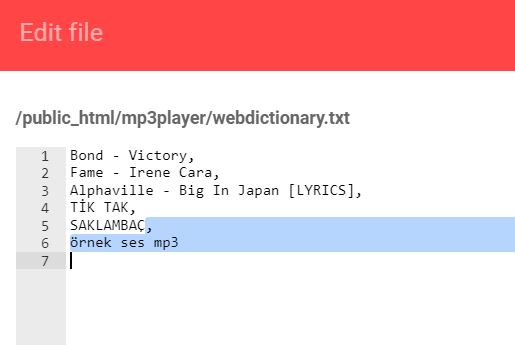 Edit file
/public_html/mp3player/webdictionary.txt
1 Bond - Victory,
2 Fame - Irene Cara,
3 Alphaville - Big In Japan [LYRICS],
4 TİK TAK,
5 SAKLAMBAÇ,
6 örnek ses mp3
7